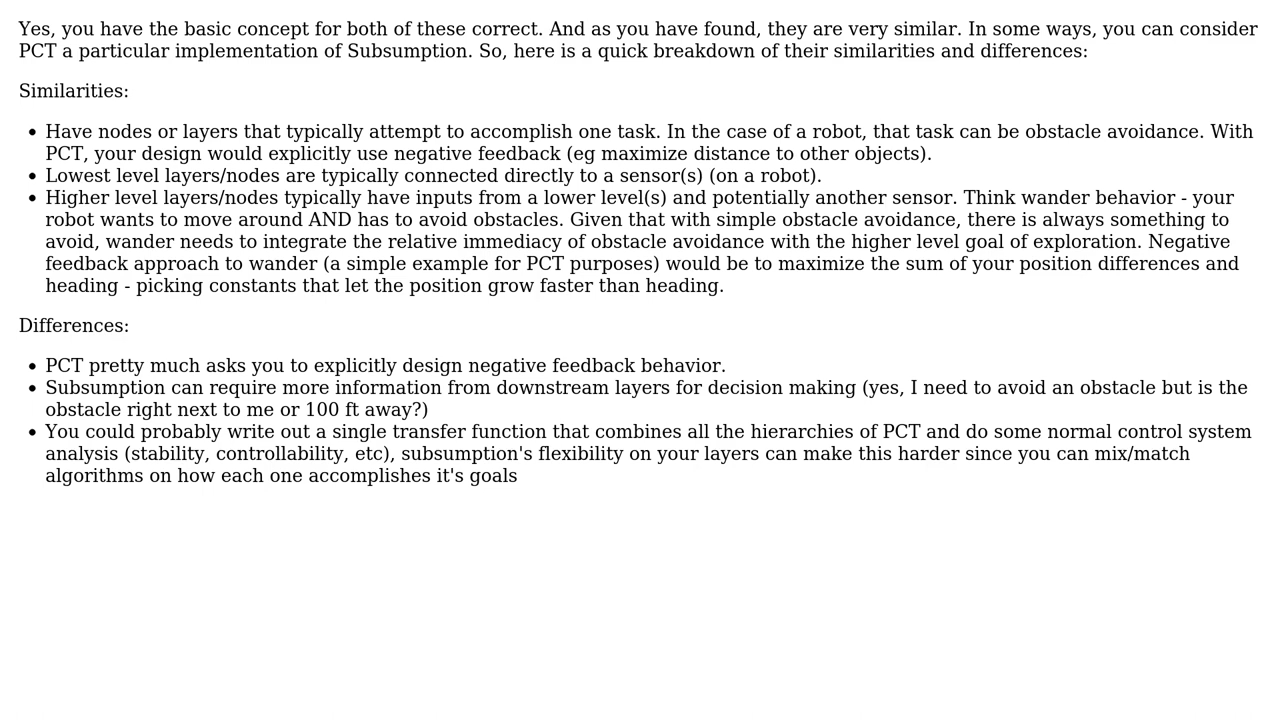 Yes, you have the basic concept for both of these correct. And as you have found, they are very similar. In some ways, you can consider
PCT a particular implementation of Subsumption. So, here is a quick breakdown of their similarities and differences:
Similarities:
• Have nodes or layers that typically attempt to accomplish one task. In the case of a robot, that task can be obstacle avoidance. With
PCT, your design would explicitly use negative feedback (eg maximize distance to other objects).
• Lowest level layers/nodes are typically connected directly to a sensor(s) (on a robot).
• Higher level layers/nodes typically have inputs from a lower level(s) and potentially another sensor. Think wander behavior - your
robot wants to move around AND has to avoid obstacles. Given that with simple obstacle avoidance, there is always something to
avoid, wander needs to integrate the relative immediacy of obstacle avoidance with the higher level goal of exploration. Negative
feedback approach to wander (a simple example for PCT purposes) would be to maximize the sum of your position differences and
heading - picking constants that let the position grow faster than heading.
Differences:
• PCT pretty much asks you to explicitly design negative feedback behavior.
• Subsumption can require more information from downstream layers for decision making (yes, I need to avoid an obstacle but is the
obstacle right next to me or 100 ft away?)
• You could probably write out a single transfer function that combines all the hierarchies of PCT and do some normal control system
analysis (stability, controllability, etc), subsumption's flexibility on your layers can make this harder since you can mix/match
algorithms on how each one accomplishes it's goals